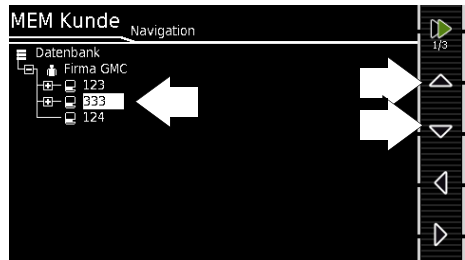 MEM Kunde
Navigation
1/3
Datenbank
Firma GMC
123
333
124